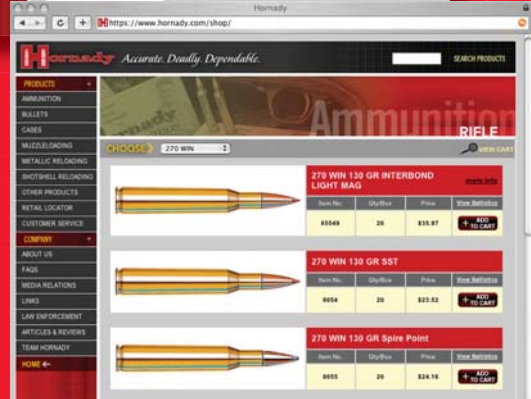 Hornady
https://www.hornady.com/shop/
Hornady Accurate. Deadly. Dependable.
SEARCH PRODUCTS
PRODUCTS +
AMMUNITION
BULLETS
CASES
MUZZLELOADING
METALLIC RELOADING
SHOTSHELL RELOADING
OTHER PRODUCTS
RETAIL LOCATOR
CUSTOMER SERVICE
COMPANY +
ABOUT US
FAQS
MEDIA RELATIONS
LINKS
LAW ENFORCEMENT
ARTICLES & REVIEWS
TEAM HORNADY
HOME
Ammunition
RIFLE
CHOOSE 270 WIN
VIEW CART
270 WIN 130 GR INTERBOND
LIGHT MAG
more info
Item No. Qty/Box Price View Ballistics
85549 20 $35.97 + ADD
TO CART
270 WIN 130 GR SST
Item No. Qty/Box Price View Ballistics
8054 20 $23.52 + ADD
TO CART
270 WIN 130 GR Spire Point
Item No. Qty/Box Price View Ballistics
8055 20 $24.16 + ADD
TO CART